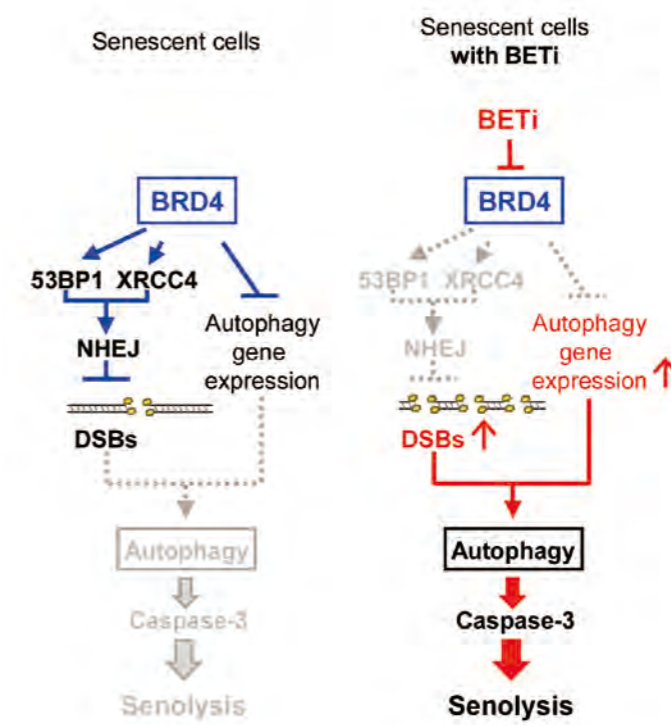 Senescent cells
BRD4
53BP1 XRCC4
NHEJ
Autophagy
gene
expression
DSBs
Autophagy
Caspase-3
Senolysis
Senescent cells
with BETi
BETi
BRD4
53BP1 XRCC4
NHEJ
Autophagy
gene
expression
DSBs
Autophagy
Caspase-3
Senolysis